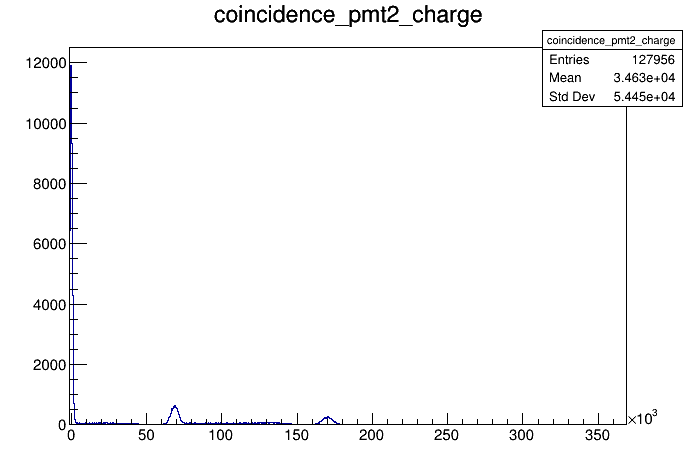 coincidence_pmt2_charge
coincidence_pmt2_charge
Entries 127956
Mean 3.463e+04
Std Dev 5.445e+04
12000
10000
8000
6000
4000
2000
0
0 50 100 150 200 250 300 350 ×10³